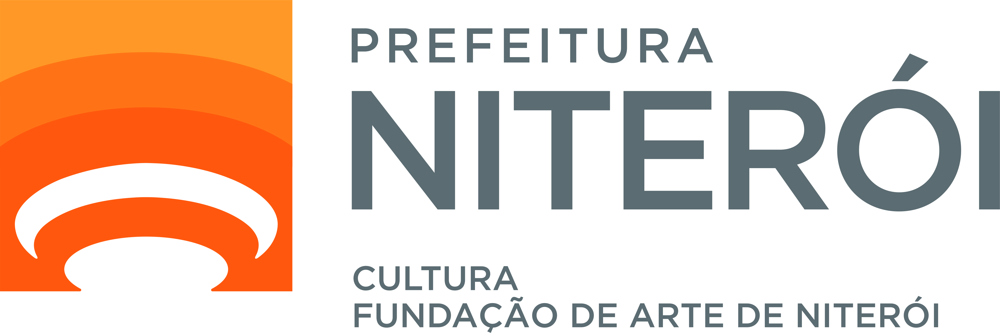 PREFEITURA
NITERÓI
CULTURA
FUNDAÇÃO DE ARTE DE NITERÓI